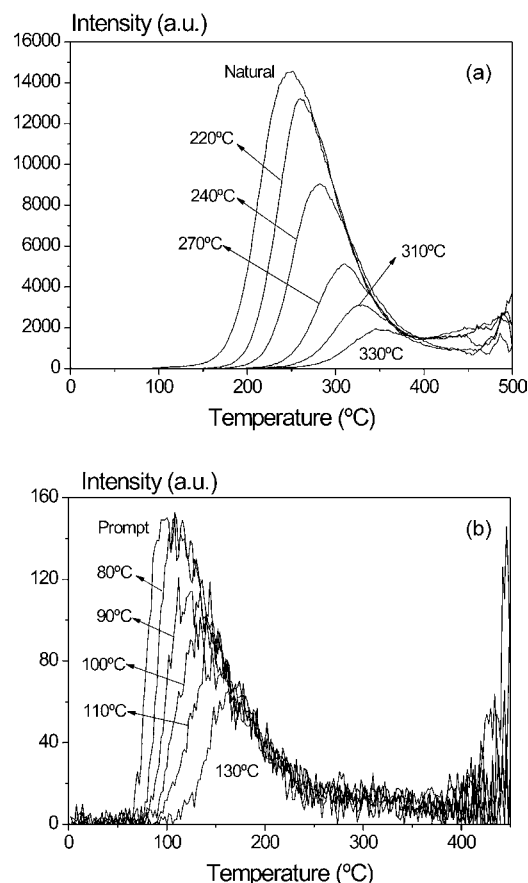 Intensity (a.u.)
16000
14000
12000
10000
8000
6000
4000
2000
0
(a)
Natural
220ºC
240ºC
270ºC
310ºC
330ºC
0 100 200 300 400 500
Temperature (ºC)
Intensity (a.u.)
160
120
80
40
0
(b)
Prompt
80ºC
90ºC
100ºC
110ºC
130ºC
0 100 200 300 400
Temperature (ºC)